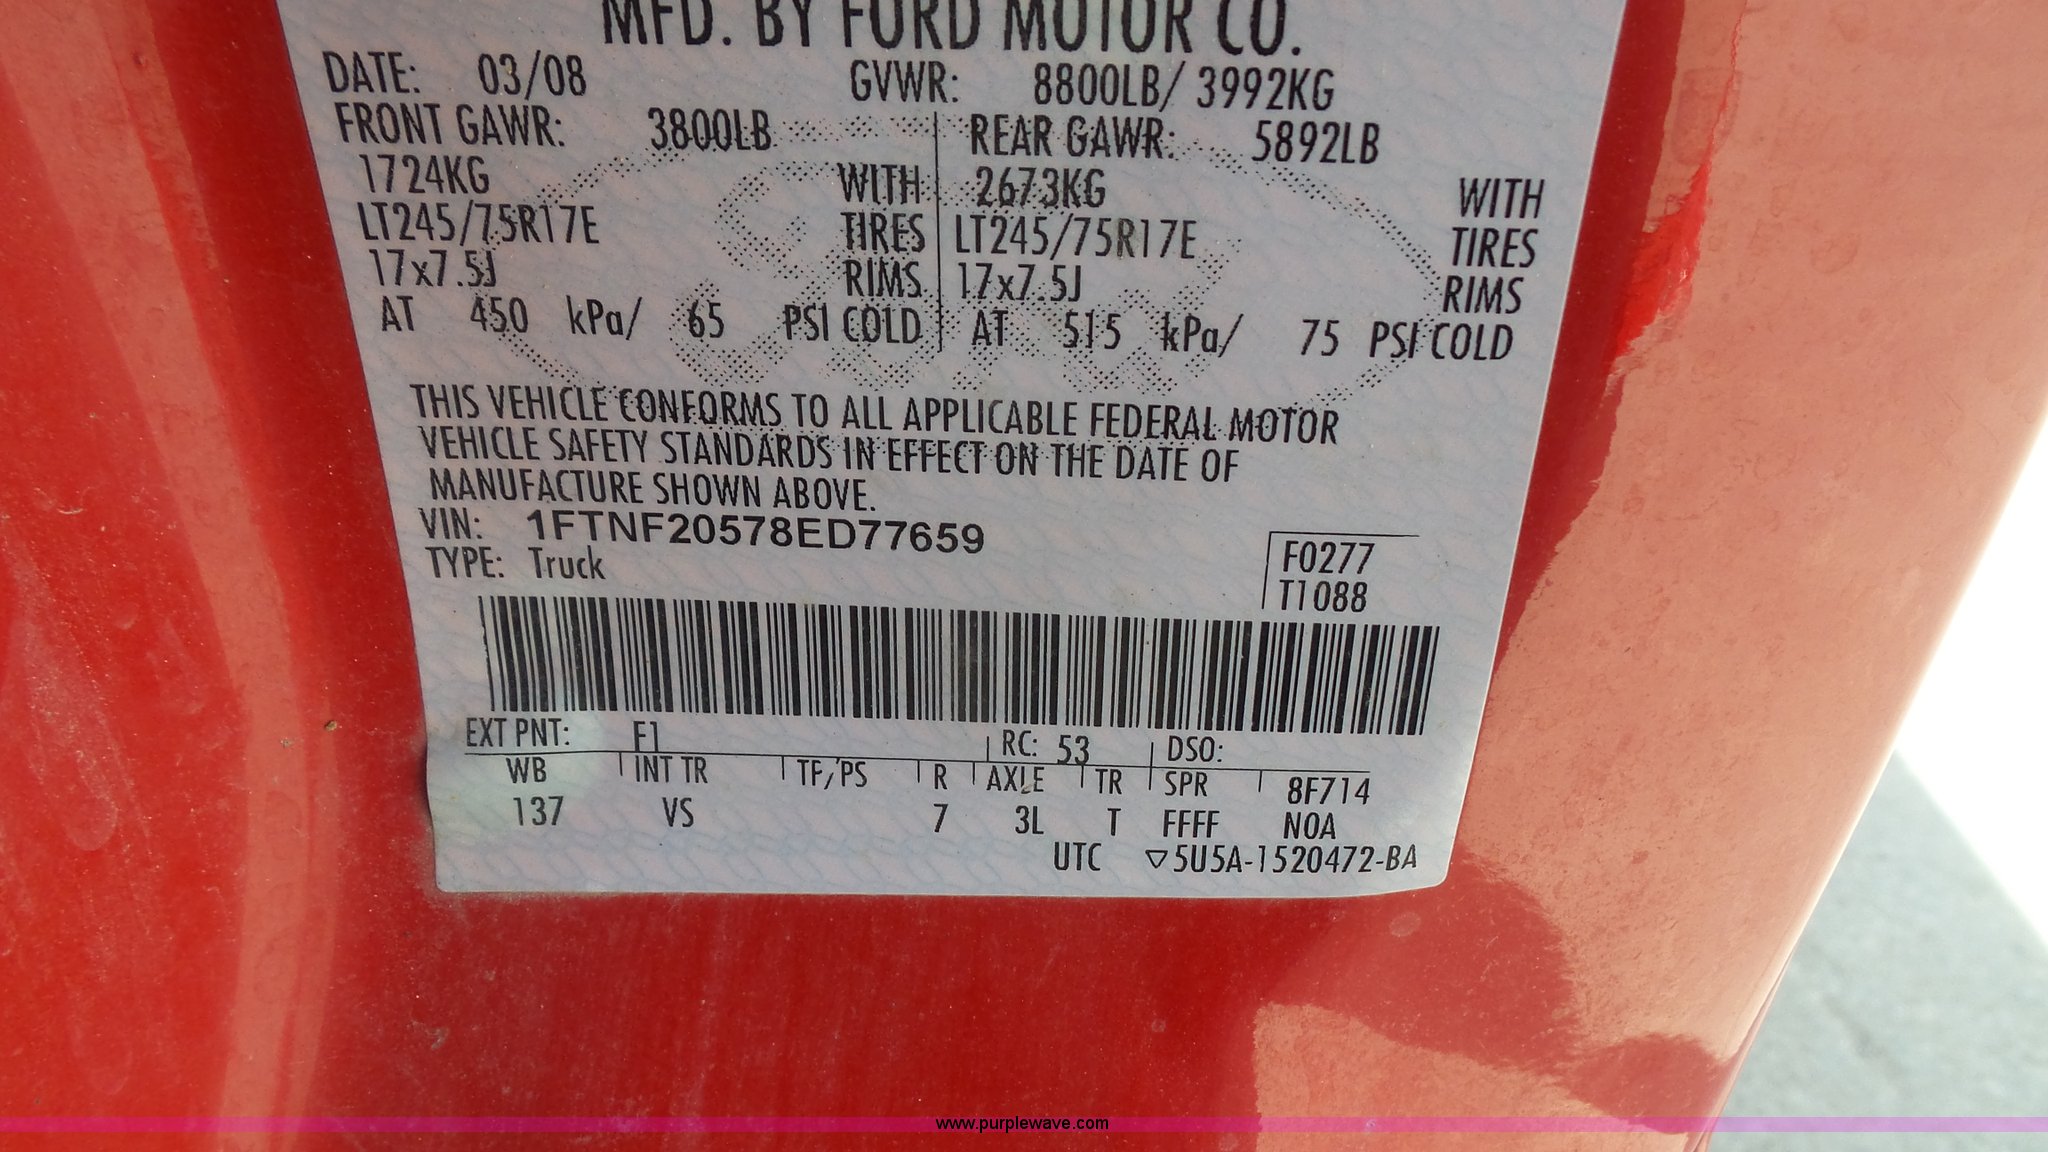 MFD. BY FORD MOTOR CO.
DATE: 03/08 GVWR: 8800LB/ 3992KG
FRONT GAWR: 3800LB REAR GAWR: 5892LB
1724KG WITH 2673KG WITH
LT245/75R17E TIRES LT245/75R17E TIRES
17x7.5J RIMS 17x7.5J RIMS
AT 450 kPa/ 65 PSI COLD AT 515 kPa/ 75 PSI COLD
THIS VEHICLE CONFORMS TO ALL APPLICABLE FEDERAL MOTOR
VEHICLE SAFETY STANDARDS IN EFFECT ON THE DATE OF
MANUFACTURE SHOWN ABOVE.
VIN: 1FTNF20578ED77659
TYPE: Truck
F0277
T1088
EXT PNT: F1 RC: 53 DSO:
WB INT TR TF/PS R AXLE TR SPR 8F714
137 VS 7 3L T FFFF N0A
UTC ▽5U5A-1520472-BA
www.purplewave.com